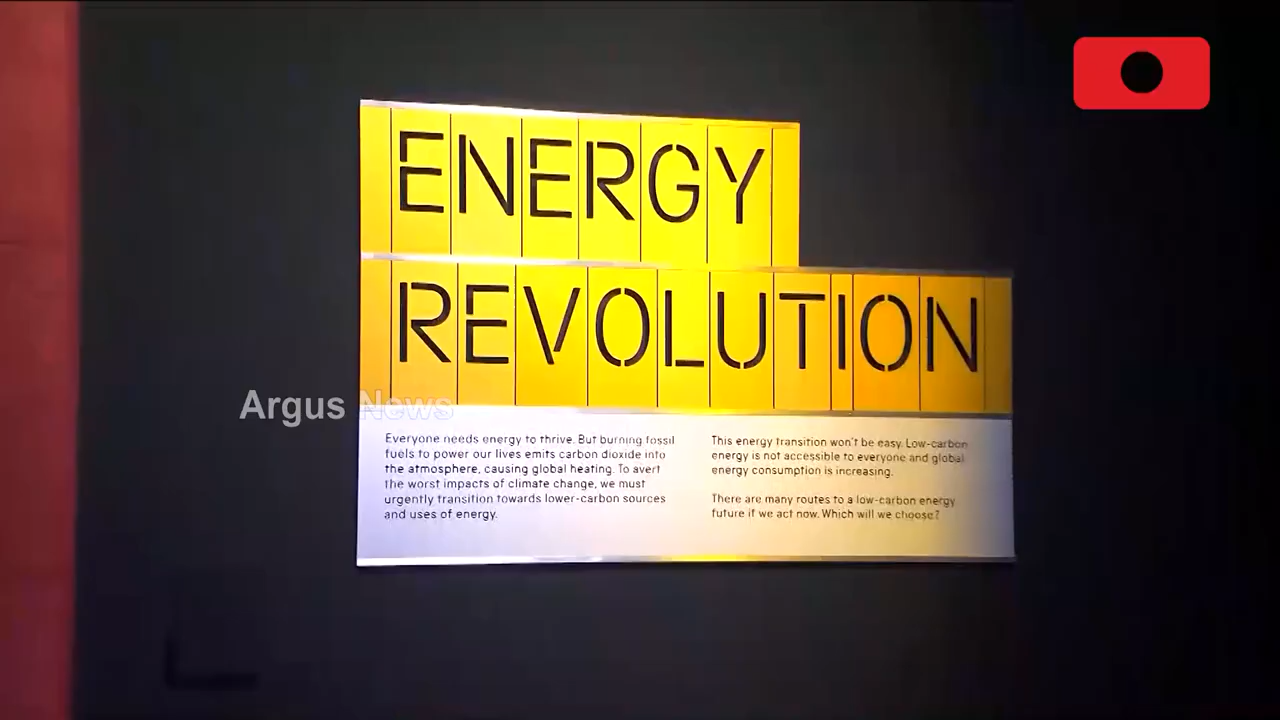 ENERGY
REVOLUTION
Argus News
Everyone needs energy to thrive. But burning fossil
fuels to power our lives emits carbon dioxide into
the atmosphere, causing global heating. To avert
the worst impacts of climate change, we must
urgently transition towards lower-carbon sources
and uses of energy.
This energy transition won't be easy. Low-carbon
energy is not accessible to everyone and global
energy consumption is increasing.
There are many routes to a low-carbon energy
future if we act now. Which will we choose?